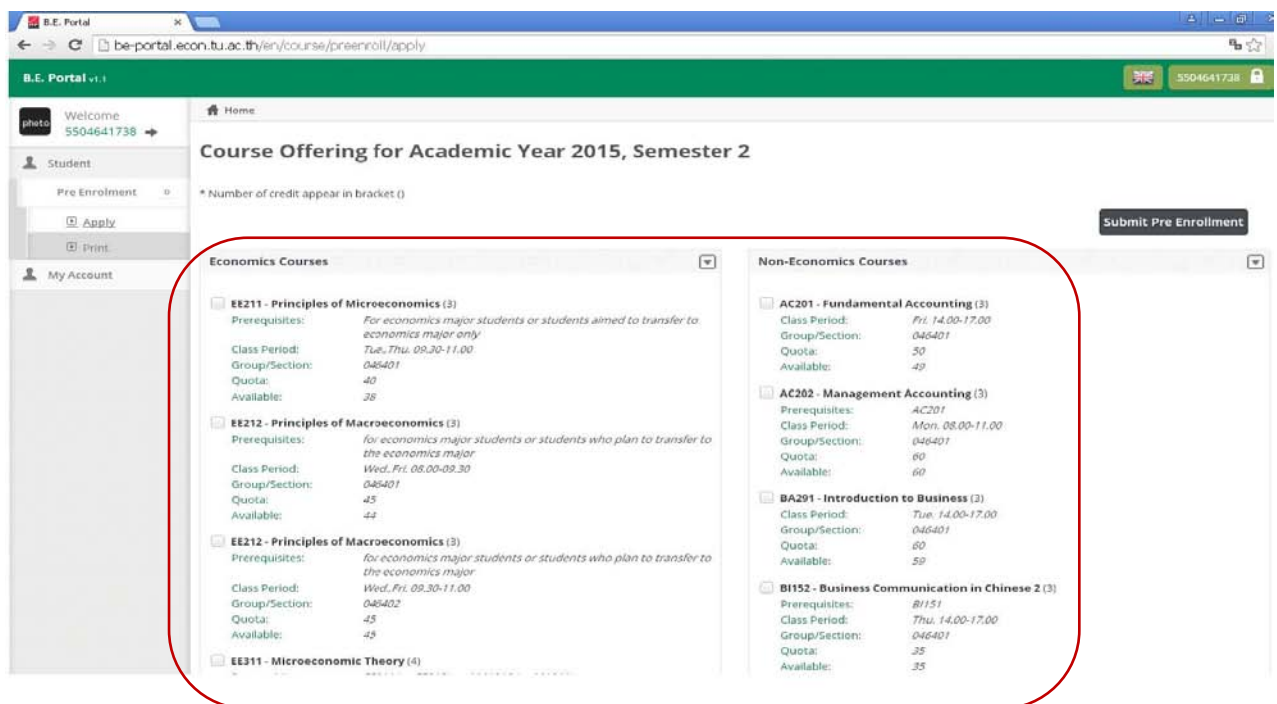 B.E. Portal
be-portal.econ.tu.ac.th/en/course/preenroll/apply
B.E. Portal v1.1
5504641738
photo
Welcome
5504641738
Student
Pre Enrolment
Apply
Print
My Account
Home
Course Offering for Academic Year 2015, Semester 2
* Number of credit appear in bracket ()
Submit Pre Enrollment
Economics Courses
EE211 - Principles of Microeconomics (3)
Prerequisites: For economics major students or students aimed to transfer to
economics major only
Class Period: Tue.,Thu. 09.30-11.00
Group/Section: 046401
Quota: 40
Available: 38
EE212 - Principles of Macroeconomics (3)
Prerequisites: for economics major students or students who plan to transfer to
the economics major
Class Period: Wed.,Fri. 08.00-09.30
Group/Section: 046401
Quota: 45
Available: 44
EE212 - Principles of Macroeconomics (3)
Prerequisites: for economics major students or students who plan to transfer to
the economics major
Class Period: Wed.,Fri. 09.30-11.00
Group/Section: 046402
Quota: 45
Available: 45
EE311 - Microeconomic Theory (4)
Non-Economics Courses
AC201 - Fundamental Accounting (3)
Class Period: Fri. 14.00-17.00
Group/Section: 046401
Quota: 50
Available: 49
AC202 - Management Accounting (3)
Prerequisites: AC201
Class Period: Mon. 08.00-11.00
Group/Section: 046401
Quota: 60
Available: 60
BA291 - Introduction to Business (3)
Class Period: Tue. 14.00-17.00
Group/Section: 046401
Quota: 60
Available: 59
BI152 - Business Communication in Chinese 2 (3)
Prerequisites: BI151
Class Period: Thu. 14.00-17.00
Group/Section: 046401
Quota: 35
Available: 35